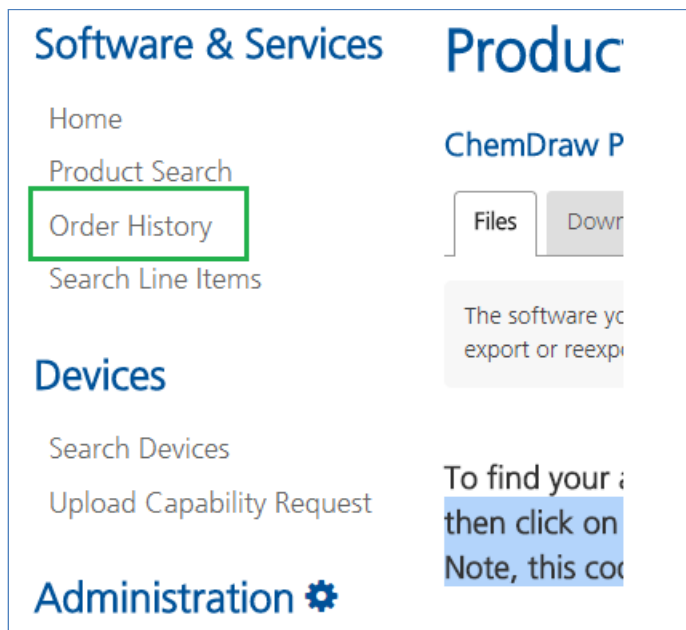 Software & Services
Home
Product Search
Order History
Search Line Items
Devices
Search Devices
Upload Capability Request
Administration
Produc
ChemDraw P
Files
Down
The software yo
export or reexp
To find your
then click on
Note, this co